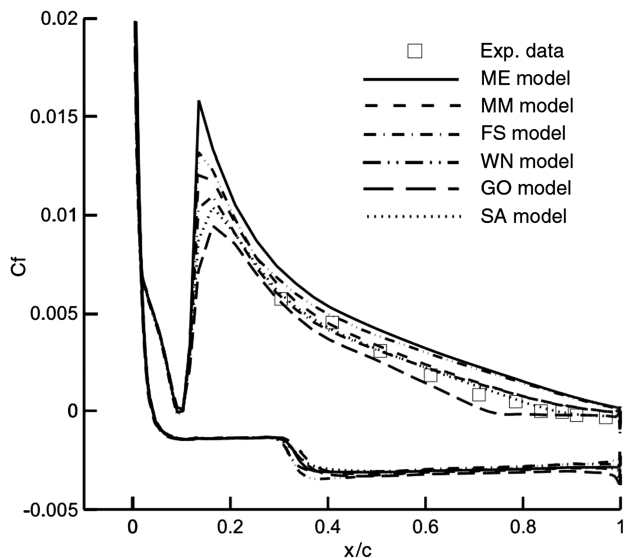 0.02
0.015
0.01
0.005
0
-0.005
Cf
Exp. data
ME model
MM model
FS model
WN model
GO model
SA model
0 0.2 0.4 0.6 0.8 1
x/c